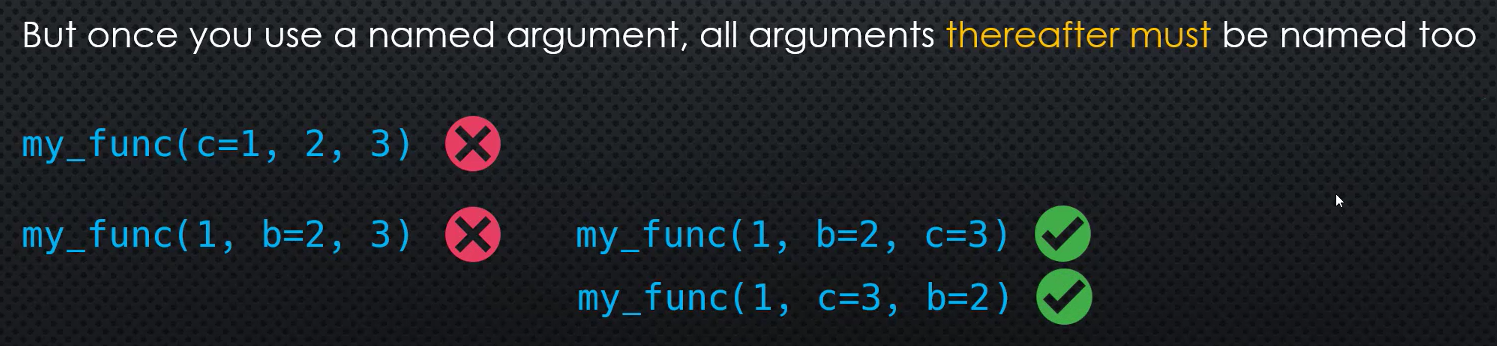 But once you use a named argument, all arguments thereafter must be named too
my_func(c=1, 2, 3)
my_func(1, b=2, 3)
my_func(1, b=2, c=3)
my_func(1, c=3, b=2)